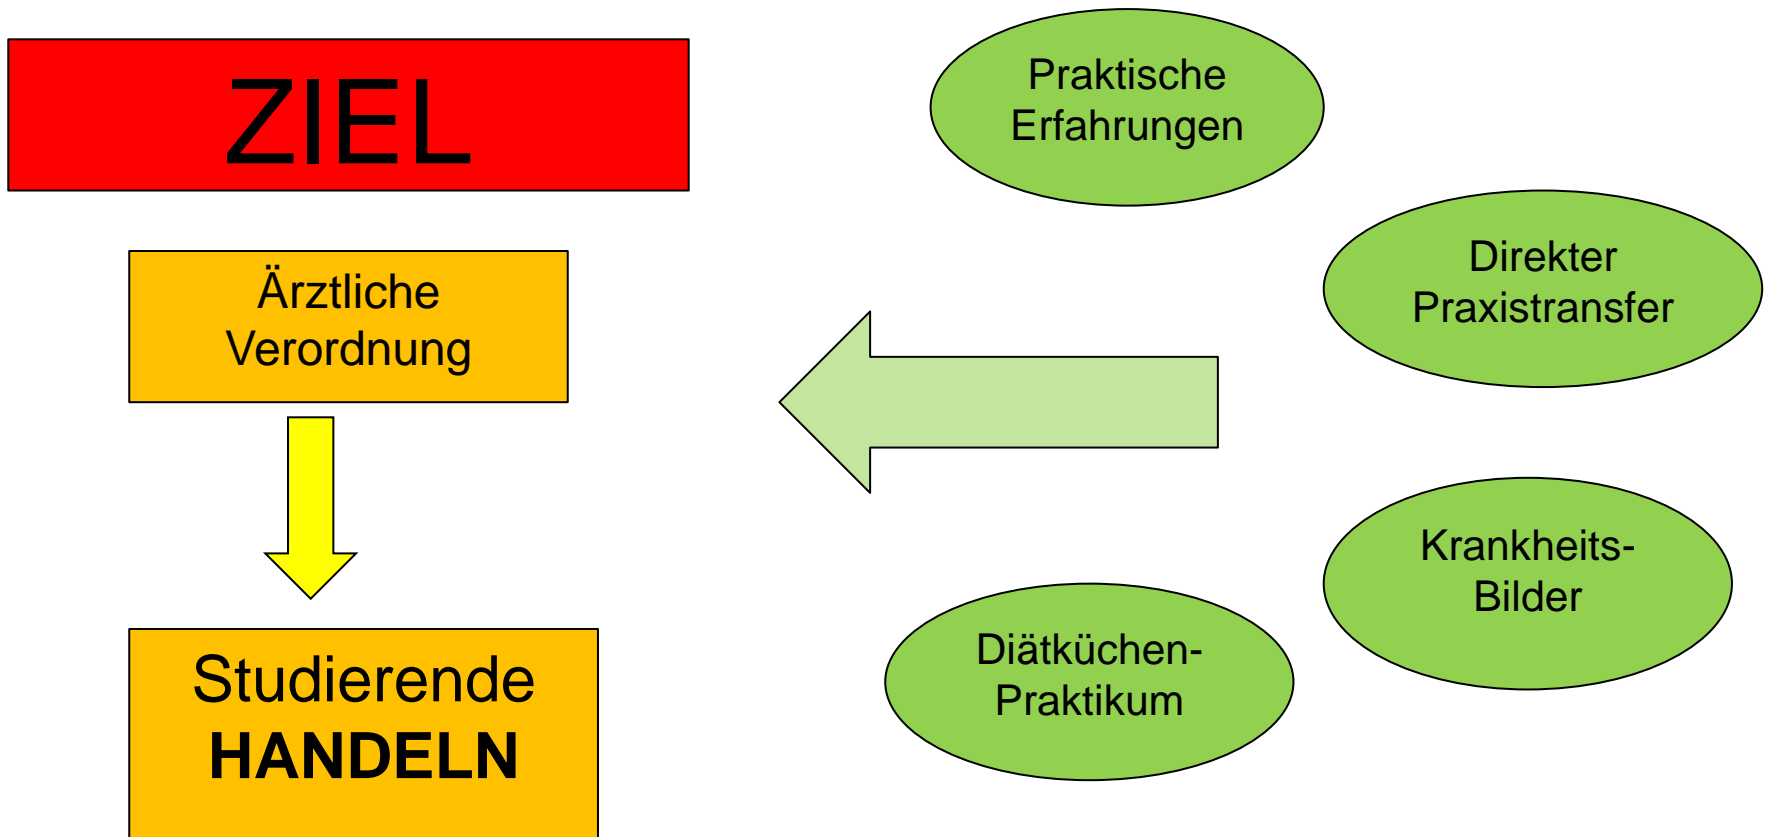 ZIEL
Ärztliche
Verordnung
Studierende
HANDELN
Praktische
Erfahrungen
Direkter
Praxistransfer
Krankheits-
Bilder
Diätküchen-
Praktikum